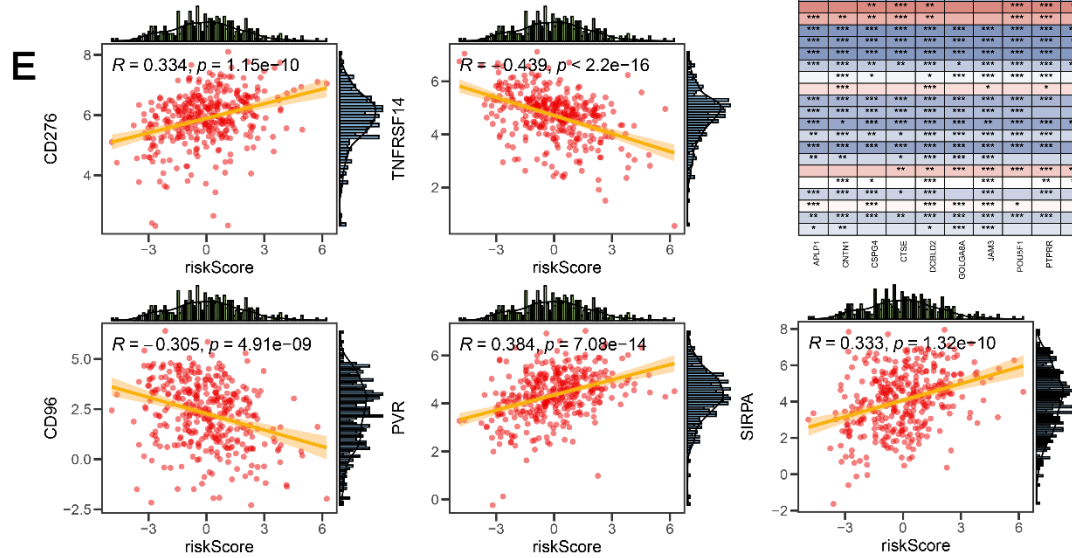 E
R = 0.334, p = 1.15e−10
CD276
8
6
4
−3
0
3
6
riskScore
R = −0.439, p < 2.2e−16
TNFRSF14
6
4
2
−3
0
3
6
riskScore
APLP1
CNTN1
CSPG4
CTSE
DCBLD2
GOLGA8A
JAM3
POU5F1
PTPRR
R = −0.305, p = 4.91e−09
CD96
5.0
2.5
0.0
−2.5
−3
0
3
6
riskScore
R = 0.384, p = 7.08e−14
PVR
6
4
2
0
−3
0
3
6
riskScore
R = 0.333, p = 1.32e−10
SIRPA
8
6
4
2
0
−2
−3
0
3
6
riskScore